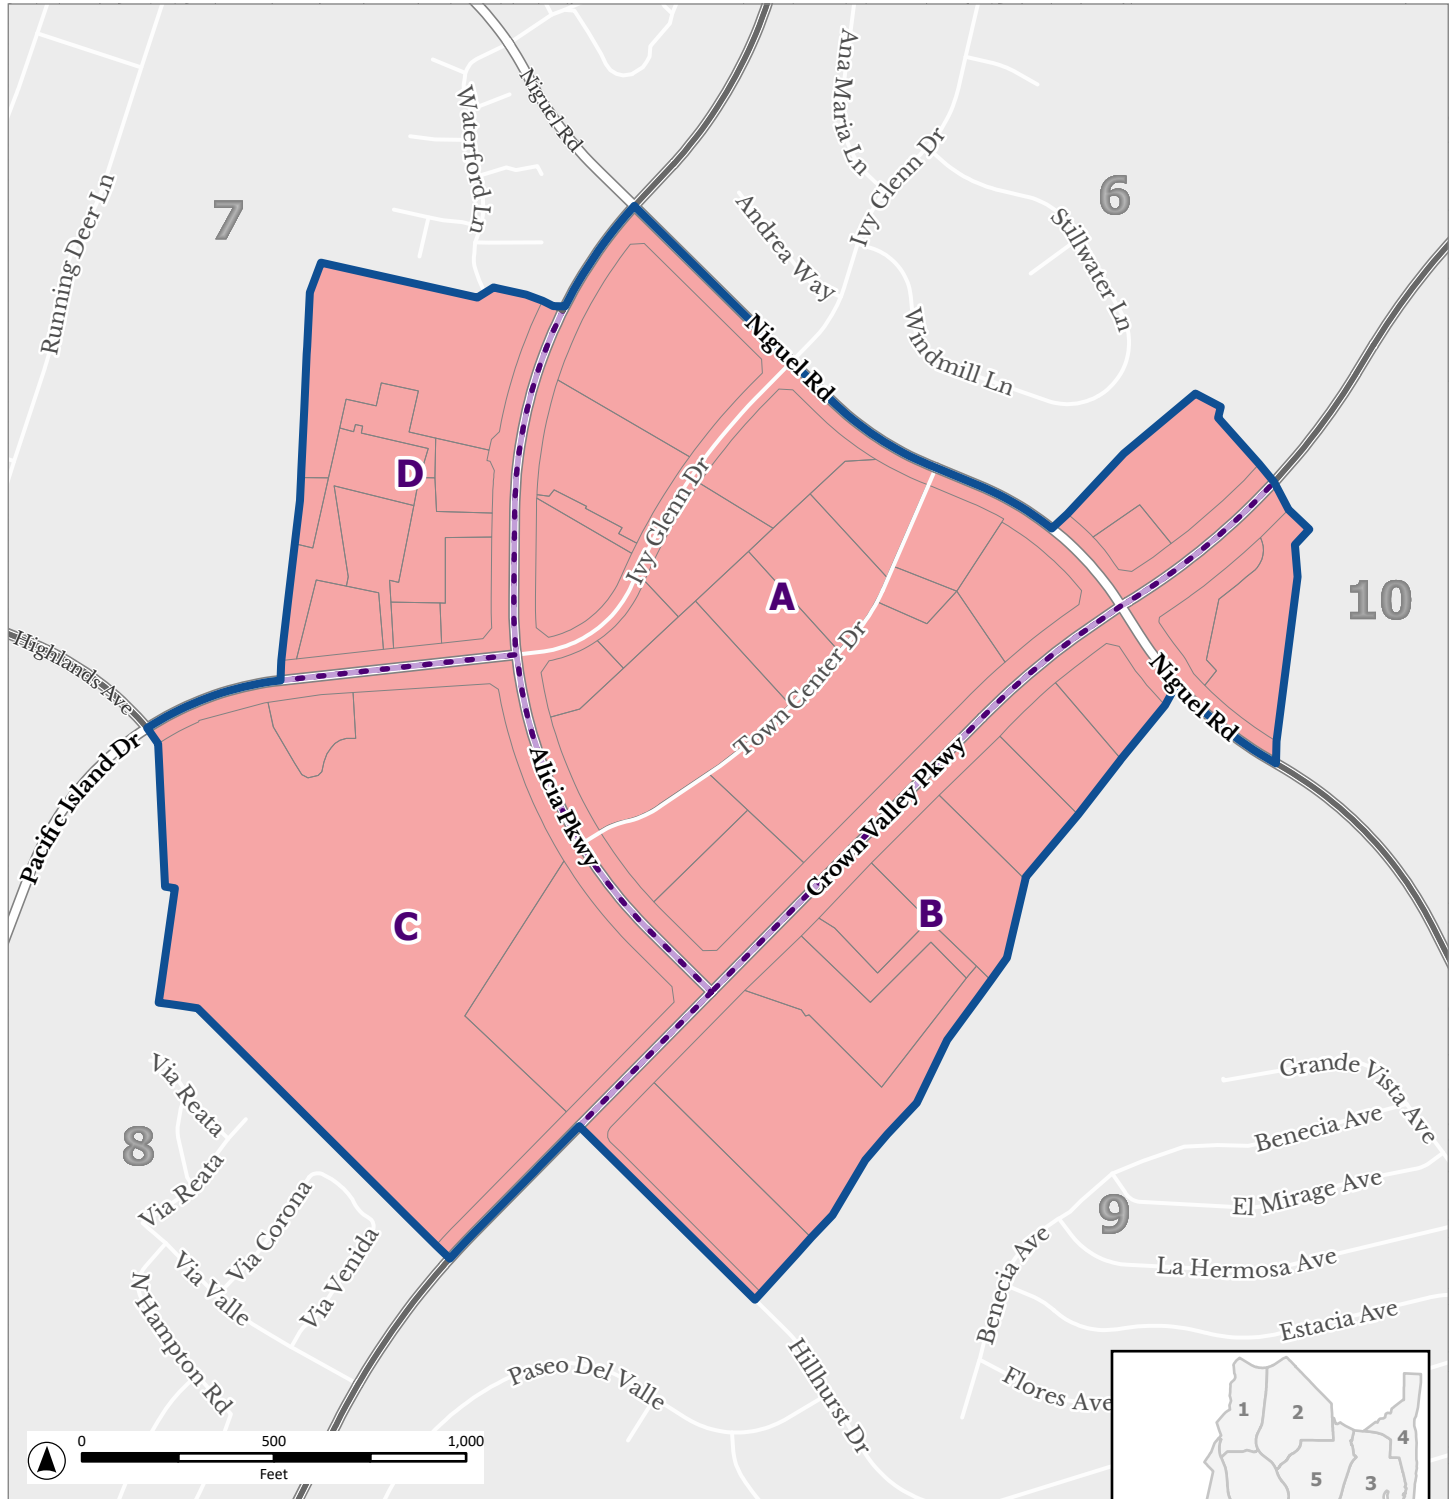 Niguel Rd
Waterford Ln
Ana Maria Ln
Ivy Glenn Dr
6
7
Running Deer Ln
Andrea Way
Stillwater Ln
Windmill Ln
Niguel Rd
D
Ivy Glenn Dr
A
10
Highlands Ave
Town Center Dr
Niguel Rd
Pacific Island Dr
Alicia Pkwy
Crown Valley Pkwy
C
B
Via Reata
Grande Vista Ave
Benecia Ave
8
Via Reata
El Mirage Ave
9
Via Corona
Via Venida
Benecia Ave
La Hermosa Ave
Via Valle
N Hampton Rd
Estacia Ave
Paseo Del Valle
Hillhurst Dr
Flores Ave
1
2
4
5
3
0 500 1,000
Feet